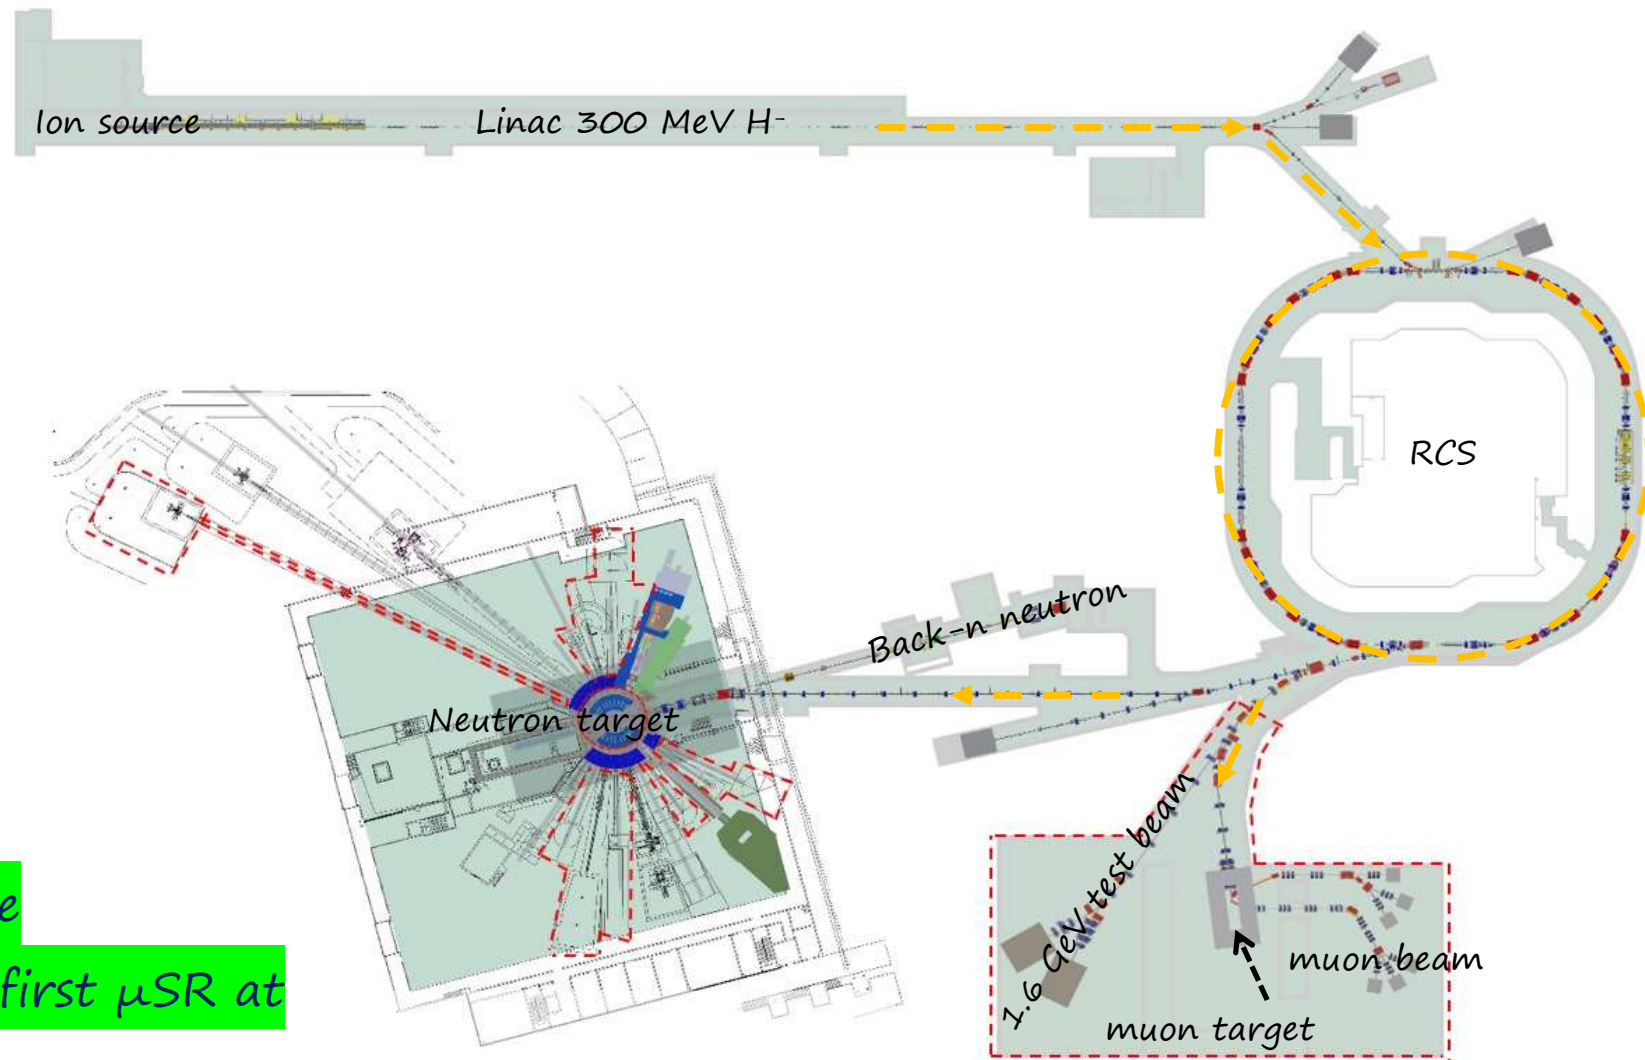 Ion source
Linac 300 MeV H-
RCS
Back-n neutron
Neutron target
1.6 GeV test beam
muon beam
muon target
e
first μSR at